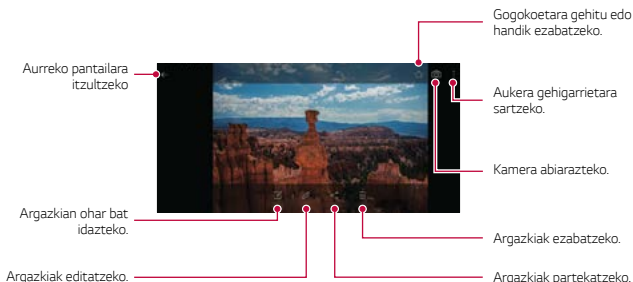 Gogokoetara gehitu edo
handik ezabatzeko.
Aurreko pantailara
itzultzeko
Aukera gehigarrietara
sartzeko.
Kamera abiarazteko.
Argazkian ohar bat
idazteko.
Argazkiak ezabatzeko.
Argazkiak editatzeko.
Argazkiak partekatzeko.